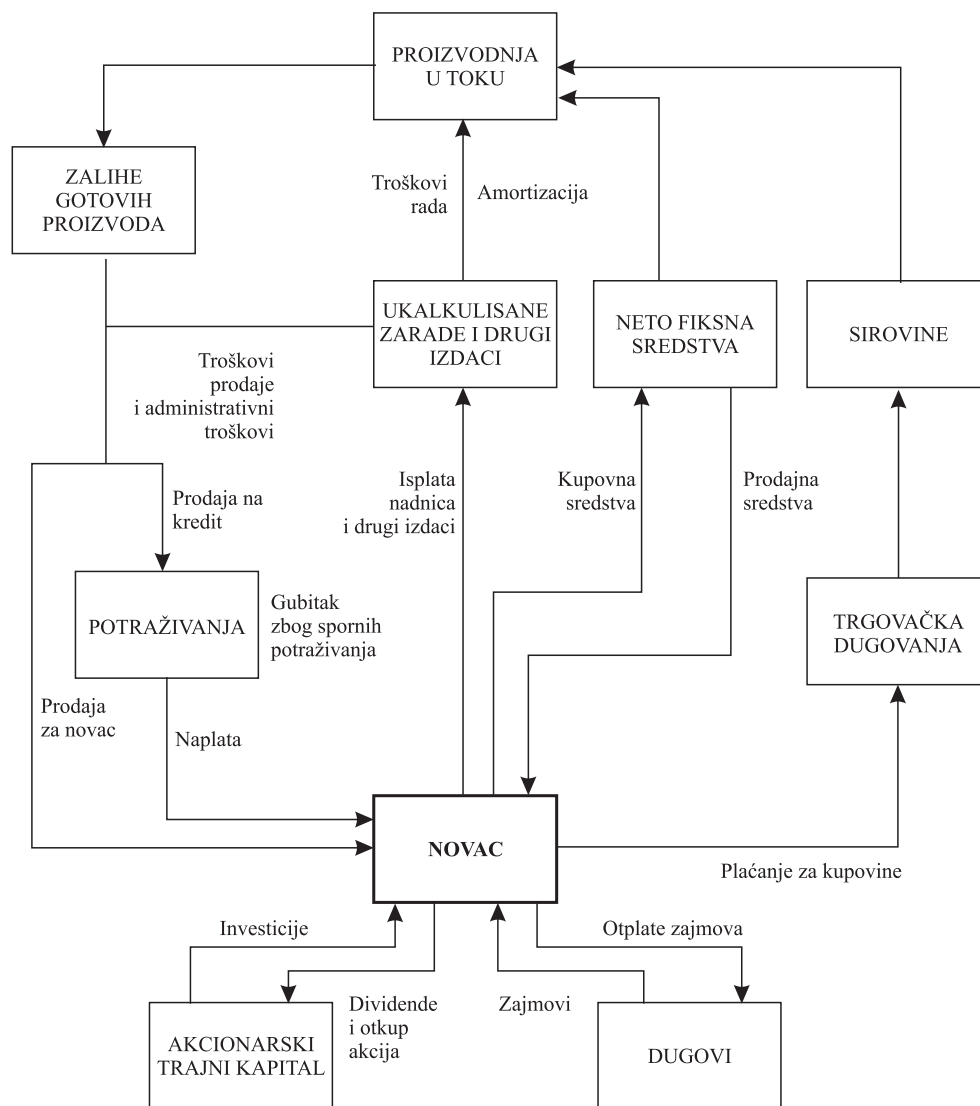 PROIZVODNJA
U TOKU
ZALIHE
GOTOVIH
PROIZVODA
Troškovi
rada
Amortizacija
UKALKULISANE
ZARADE I DRUGI
IZDACI
NETO FIKSNA
SREDSTVA
SIROVINE
Troškovi
prodaje
i administrativni
troškovi
Prodaja na
kredit
Isplata
nadnica
i drugi izdaci
Kupovna
sredstva
Prodajna
sredstva
POTRAŽIVANJA
Gubitak
zbog spornih
potraživanja
TRGOVAČKA
DUGOVANJA
Prodaja
za novac
Naplata
NOVAC
Plaćanje za kupovine
Investicije
Otplate zajmova
Dividende
i otkup
akcija
Zajmovi
AKCIONARSKI
TRAJNI KAPITAL
DUGOVI